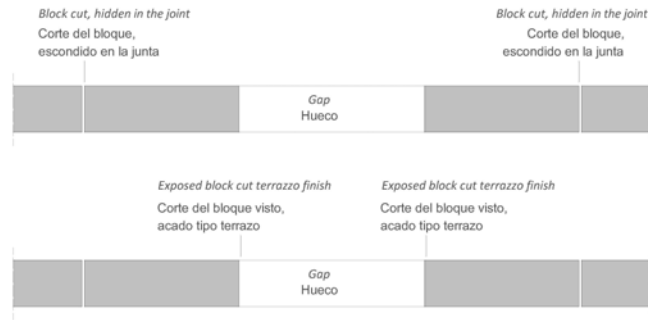 Block cut, hidden in the joint
Corte del bloque,
escondido en la junta
Block cut, hidden in the joint
Corte del bloque,
escondido en la junta
Gap
Hueco
Exposed block cut terrazzo finish
Corte del bloque visto,
acado tipo terrazo
Exposed block cut terrazzo finish
Corte del bloque visto,
acado tipo terrazo
Gap
Hueco